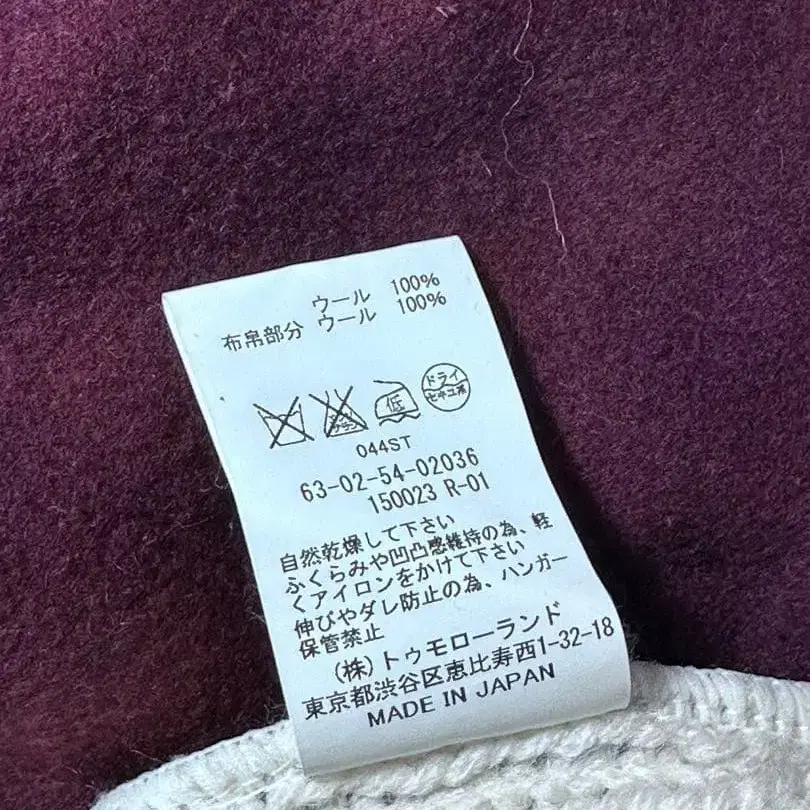 ウール 100%
布帛部分 ウール 100%
低
ドライ
セキユ系
044ST
63-02-54-02036
150023 R-01
自然乾燥して下さい
ふくらみや凹凸感維持の為、軽
くアイロンをかけて下さい
伸びやダレ防止の為、ハンガー
保管禁止
(株)トゥモローランド
東京都渋谷区恵比寿西1-32-18
MADE IN JAPAN